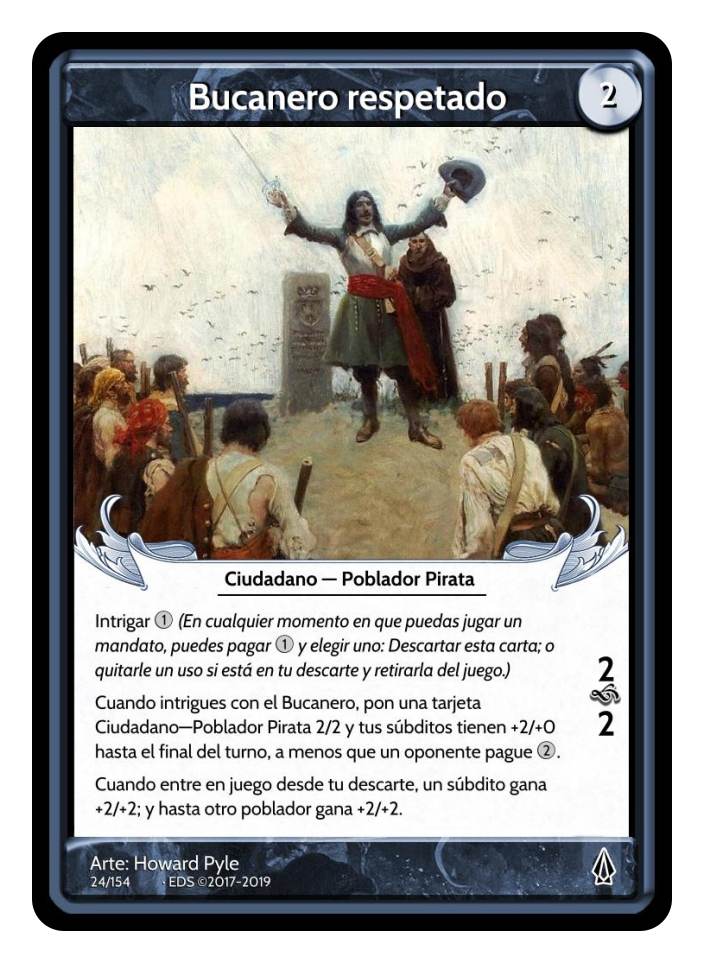 Bucanero respetado
2
Ciudadano — Poblador Pirata
Intrigar ① (En cualquier momento en que puedas jugar un
mandato, puedes pagar ① y elegir uno: Descartar esta carta; o
quitarle un uso si está en tu descarte y retirarla del juego.)
Cuando intrigues con el Bucanero, pon una tarjeta
Ciudadano—Poblador Pirata 2/2 y tus súbditos tienen +2/+0
hasta el final del turno, a menos que un oponente pague ②.
Cuando entre en juego desde tu descarte, un súbdito gana
+2/+2; y hasta otro poblador gana +2/+2.
2
2
Arte: Howard Pyle
24/154 · EDS ©2017-2019